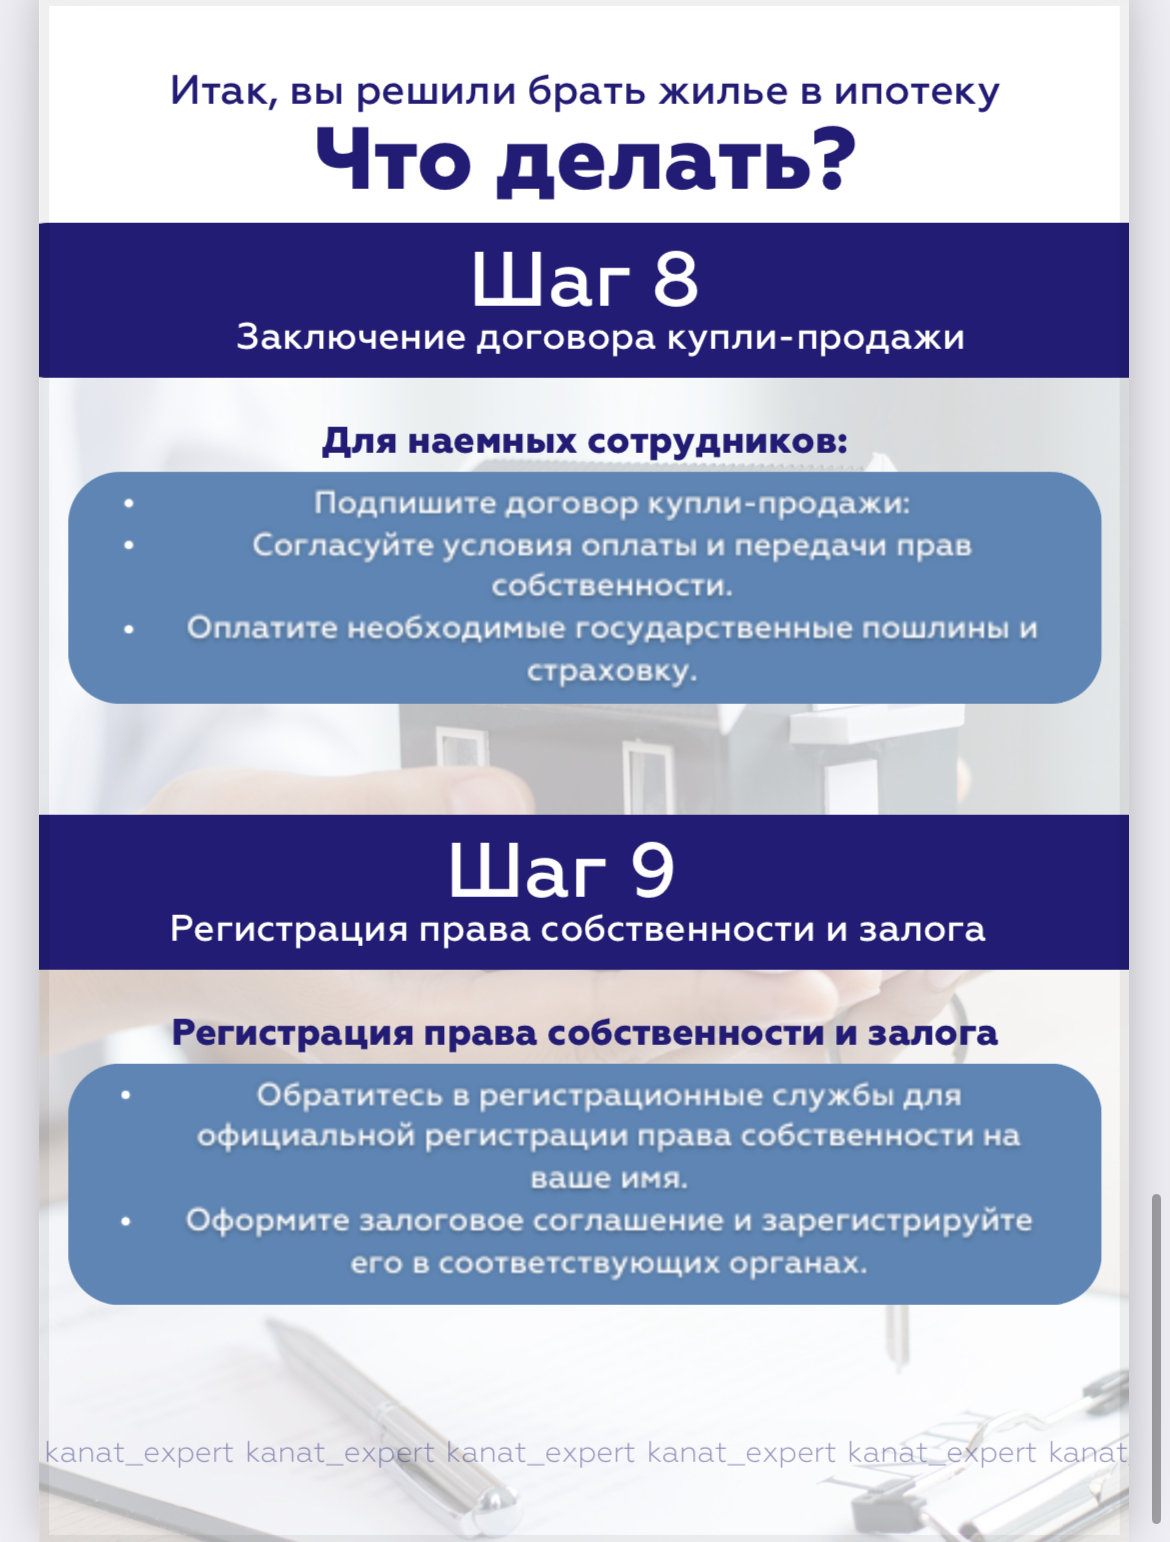 Итак, вы решили брать жилье в ипотеку
Что делать?
Шаг 8
Заключение договора купли-продажи
Для наемных сотрудников:
• Подпишите договор купли-продажи:
• Согласуйте условия оплаты и передачи прав
собственности.
• Оплатите необходимые государственные пошлины и
страховку.
Шаг 9
Регистрация права собственности и залога
Регистрация права собственности и залога
• Обратитесь в регистрационные службы для
официальной регистрации права собственности на
ваше имя.
• Оформите залоговое соглашение и зарегистрируйте
его в соответствующих органах.
kanat_expert kanat_expert kanat_expert kanat_expert kanat_expert kanat